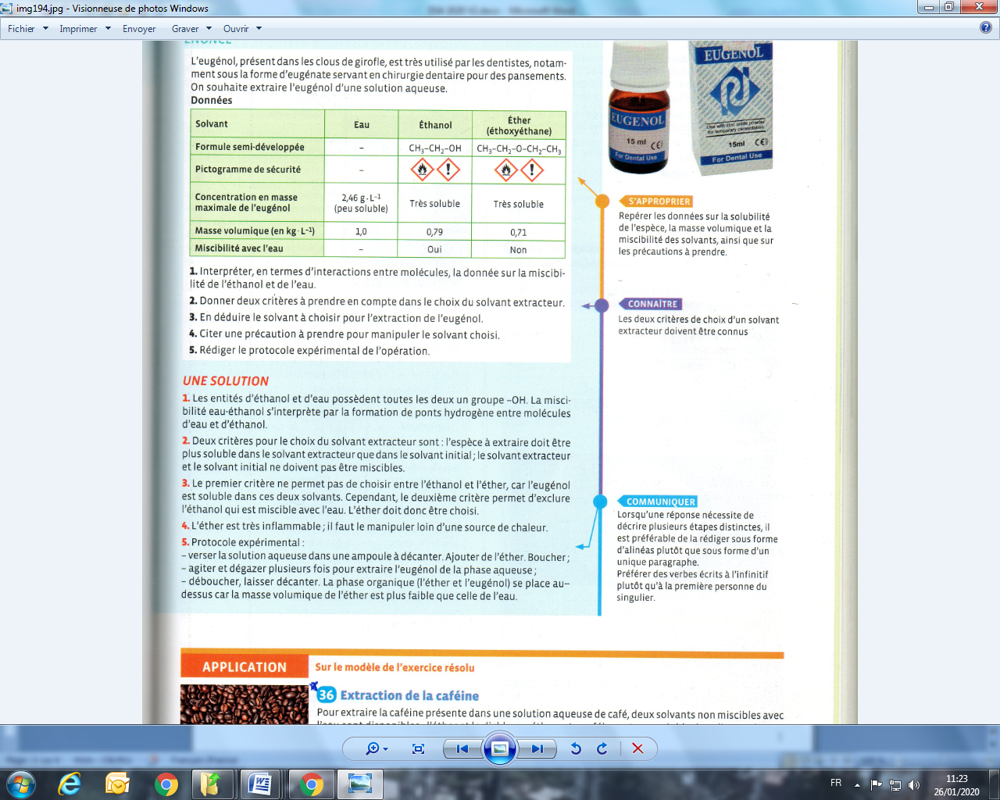 img194.jpg - Visionneuse de photos Windows
Fichier Imprimer Envoyer Graver Ouvrir
ÉNONCÉ
L'eugénol, présent dans les clous de girofle, est très utilisé par les dentistes, notam-
ment sous la forme d'eugénate servant en chirurgie dentaire pour des pansements.
On souhaite extraire l'eugénol d'une solution aqueuse.
Données
Solvant Eau Éthanol Éther (éthoxyéthane)
Formule semi-développée – CH3–CH2–OH CH3–CH2–O–CH2–CH3
Pictogramme de sécurité –
Concentration en masse maximale de l'eugénol 2,46 g·L–1 (peu soluble) Très soluble Très soluble
Masse volumique (en kg·L–1) 1,0 0,79 0,71
Miscibilité avec l'eau – Oui Non
1. Interpréter, en termes d'interactions entre molécules, la donnée sur la miscibi-
lité de l'éthanol et de l'eau.
2. Donner deux critères à prendre en compte dans le choix du solvant extracteur.
3. En déduire le solvant à choisir pour l'extraction de l'eugénol.
4. Citer une précaution à prendre pour manipuler le solvant choisi.
5. Rédiger le protocole expérimental de l'opération.
UNE SOLUTION
1. Les entités d'éthanol et d'eau possèdent toutes les deux un groupe –OH. La misci-
bilité eau-éthanol s'interprète par la formation de ponts hydrogène entre molécules
d'eau et d'éthanol.
2. Deux critères pour le choix du solvant extracteur sont : l'espèce à extraire doit être
plus soluble dans le solvant extracteur que dans le solvant initial ; le solvant extracteur
et le solvant initial ne doivent pas être miscibles.
3. Le premier critère ne permet pas de choisir entre l'éthanol et l'éther, car l'eugénol
est soluble dans ces deux solvants. Cependant, le deuxième critère permet d'exclure
l'éthanol qui est miscible avec l'eau. L'éther doit donc être choisi.
4. L'éther est très inflammable ; il faut le manipuler loin d'une source de chaleur.
5. Protocole expérimental :
– verser la solution aqueuse dans une ampoule à décanter. Ajouter de l'éther. Boucher ;
– agiter et dégazer plusieurs fois pour extraire l'eugénol de la phase aqueuse ;
– déboucher, laisser décanter. La phase organique (l'éther et l'eugénol) se place au-
dessus car la masse volumique de l'éther est plus faible que celle de l'eau.
EUGENOL
15 ml CE
For Dental Use
EUGENOL
Use with zinc oxide powder
for temporary cementation
15ml CE
For Dental Use
S'APPROPRIER
Repérer les données sur la solubilité
de l'espèce, la masse volumique et la
miscibilité des solvants, ainsi que sur
les précautions à prendre.
CONNAÎTRE
Les deux critères de choix d'un solvant
extracteur doivent être connus
COMMUNIQUER
Lorsqu'une réponse nécessite de
décrire plusieurs étapes distinctes, il
est préférable de la rédiger sous forme
d'alinéas plutôt que sous forme d'un
unique paragraphe.
Préférer des verbes écrits à l'infinitif
plutôt qu'à la première personne du
singulier.
APPLICATION Sur le modèle de l'exercice résolu
36 Extraction de la caféine
Pour extraire la caféine présente dans une solution aqueuse de café, deux solvants non miscibles avec
FR
11:23
26/01/2020